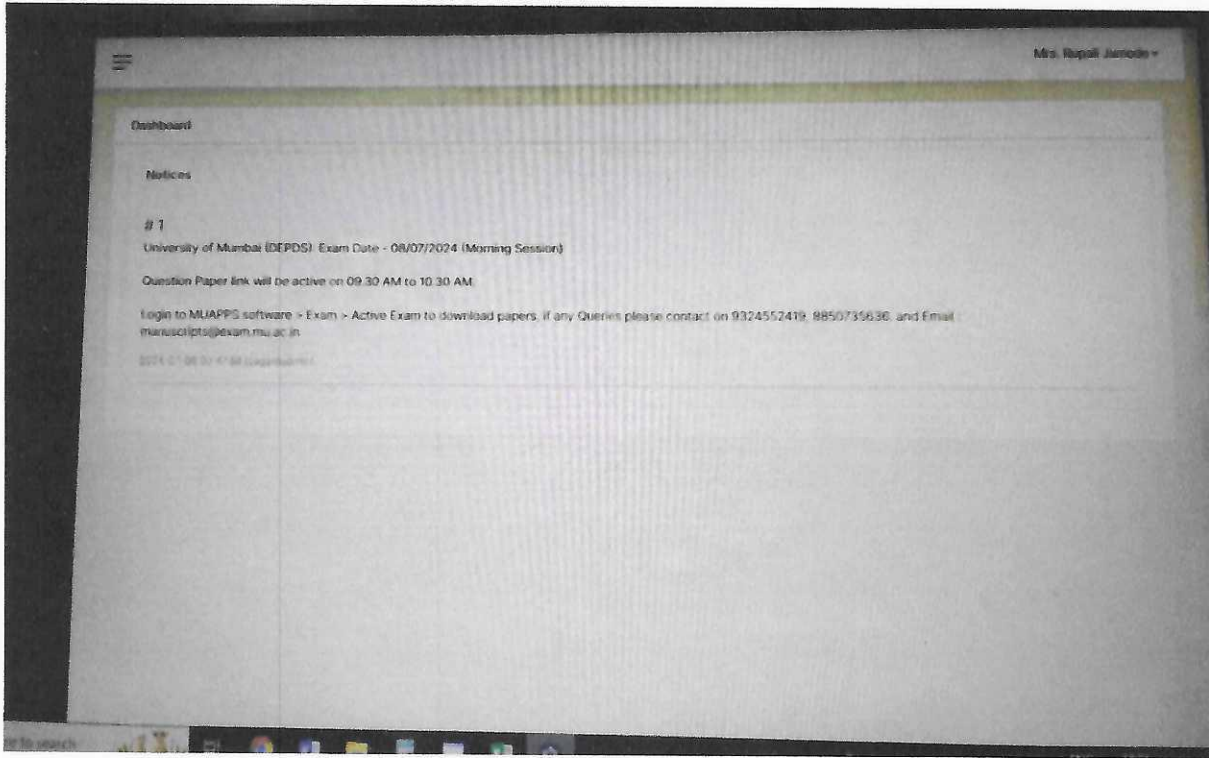 Mrs. Rupali
Dashboard
Notices
# 1
University of Mumbai (DEPDS) Exam Date - 08/07/2024 (Morning Session)
Question Paper link will be active on 09.30 AM to 10.30 AM
Login to MUAPPS software > Exam > Active Exam to download papers, if any Queries please contact on 9324552419, 8850735636, and Email
manuscripts@exam.mu.ac.in
to search